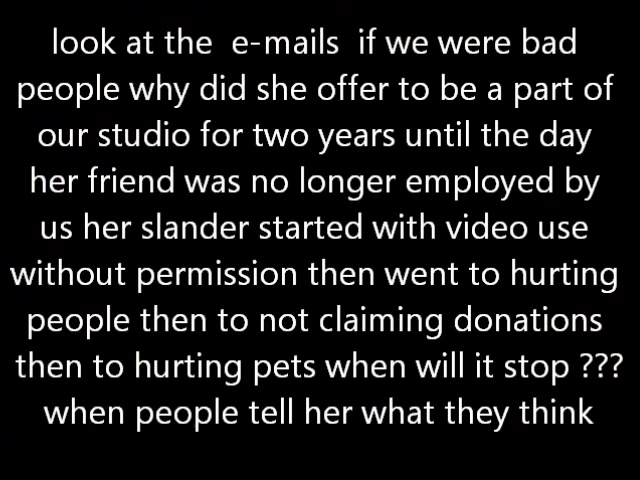 look at the e-mails if we were bad
people why did she offer to be a part of
our studio for two years until the day
her friend was no longer employed by
us her slander started with video use
without permission then went to hurting
people then to not claiming donations
then to hurting pets when will it stop ???
when people tell her what they think